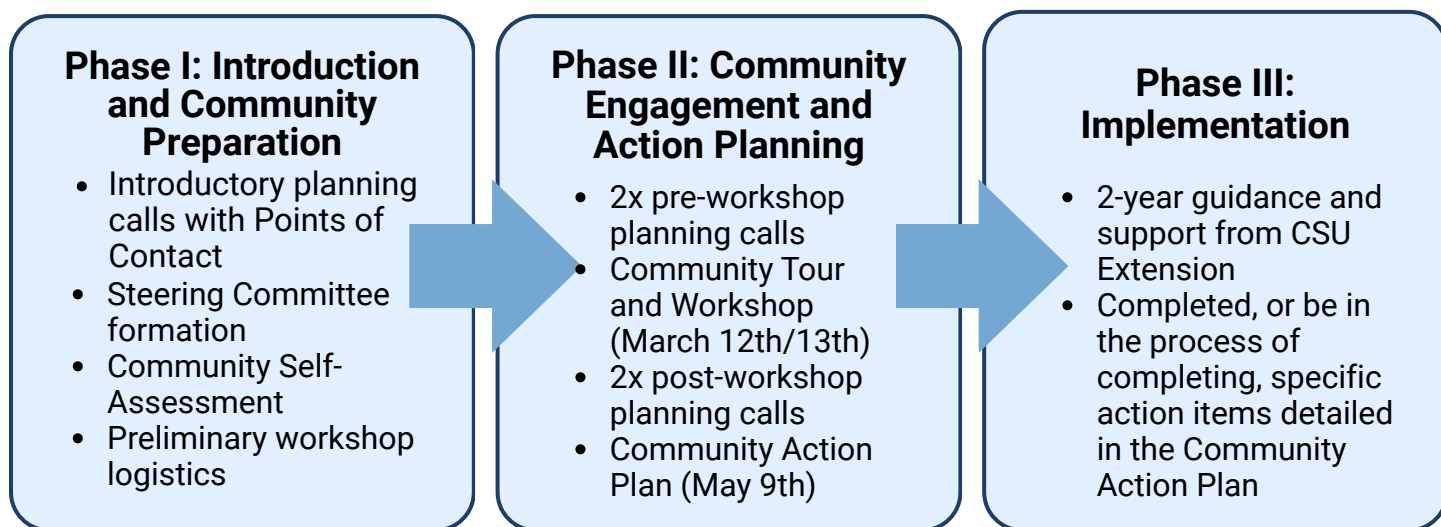 Phase I: Introduction
and Community
Preparation
• Introductory planning
calls with Points of
Contact
• Steering Committee
formation
• Community Self-
Assessment
• Preliminary workshop
logistics
Phase II: Community
Engagement and
Action Planning
• 2x pre-workshop
planning calls
• Community Tour
and Workshop
(March 12th/13th)
• 2x post-workshop
planning calls
• Community Action
Plan (May 9th)
Phase III:
Implementation
• 2-year guidance and
support from CSU
Extension
• Completed, or be in
the process of
completing, specific
action items detailed
in the Community
Action Plan